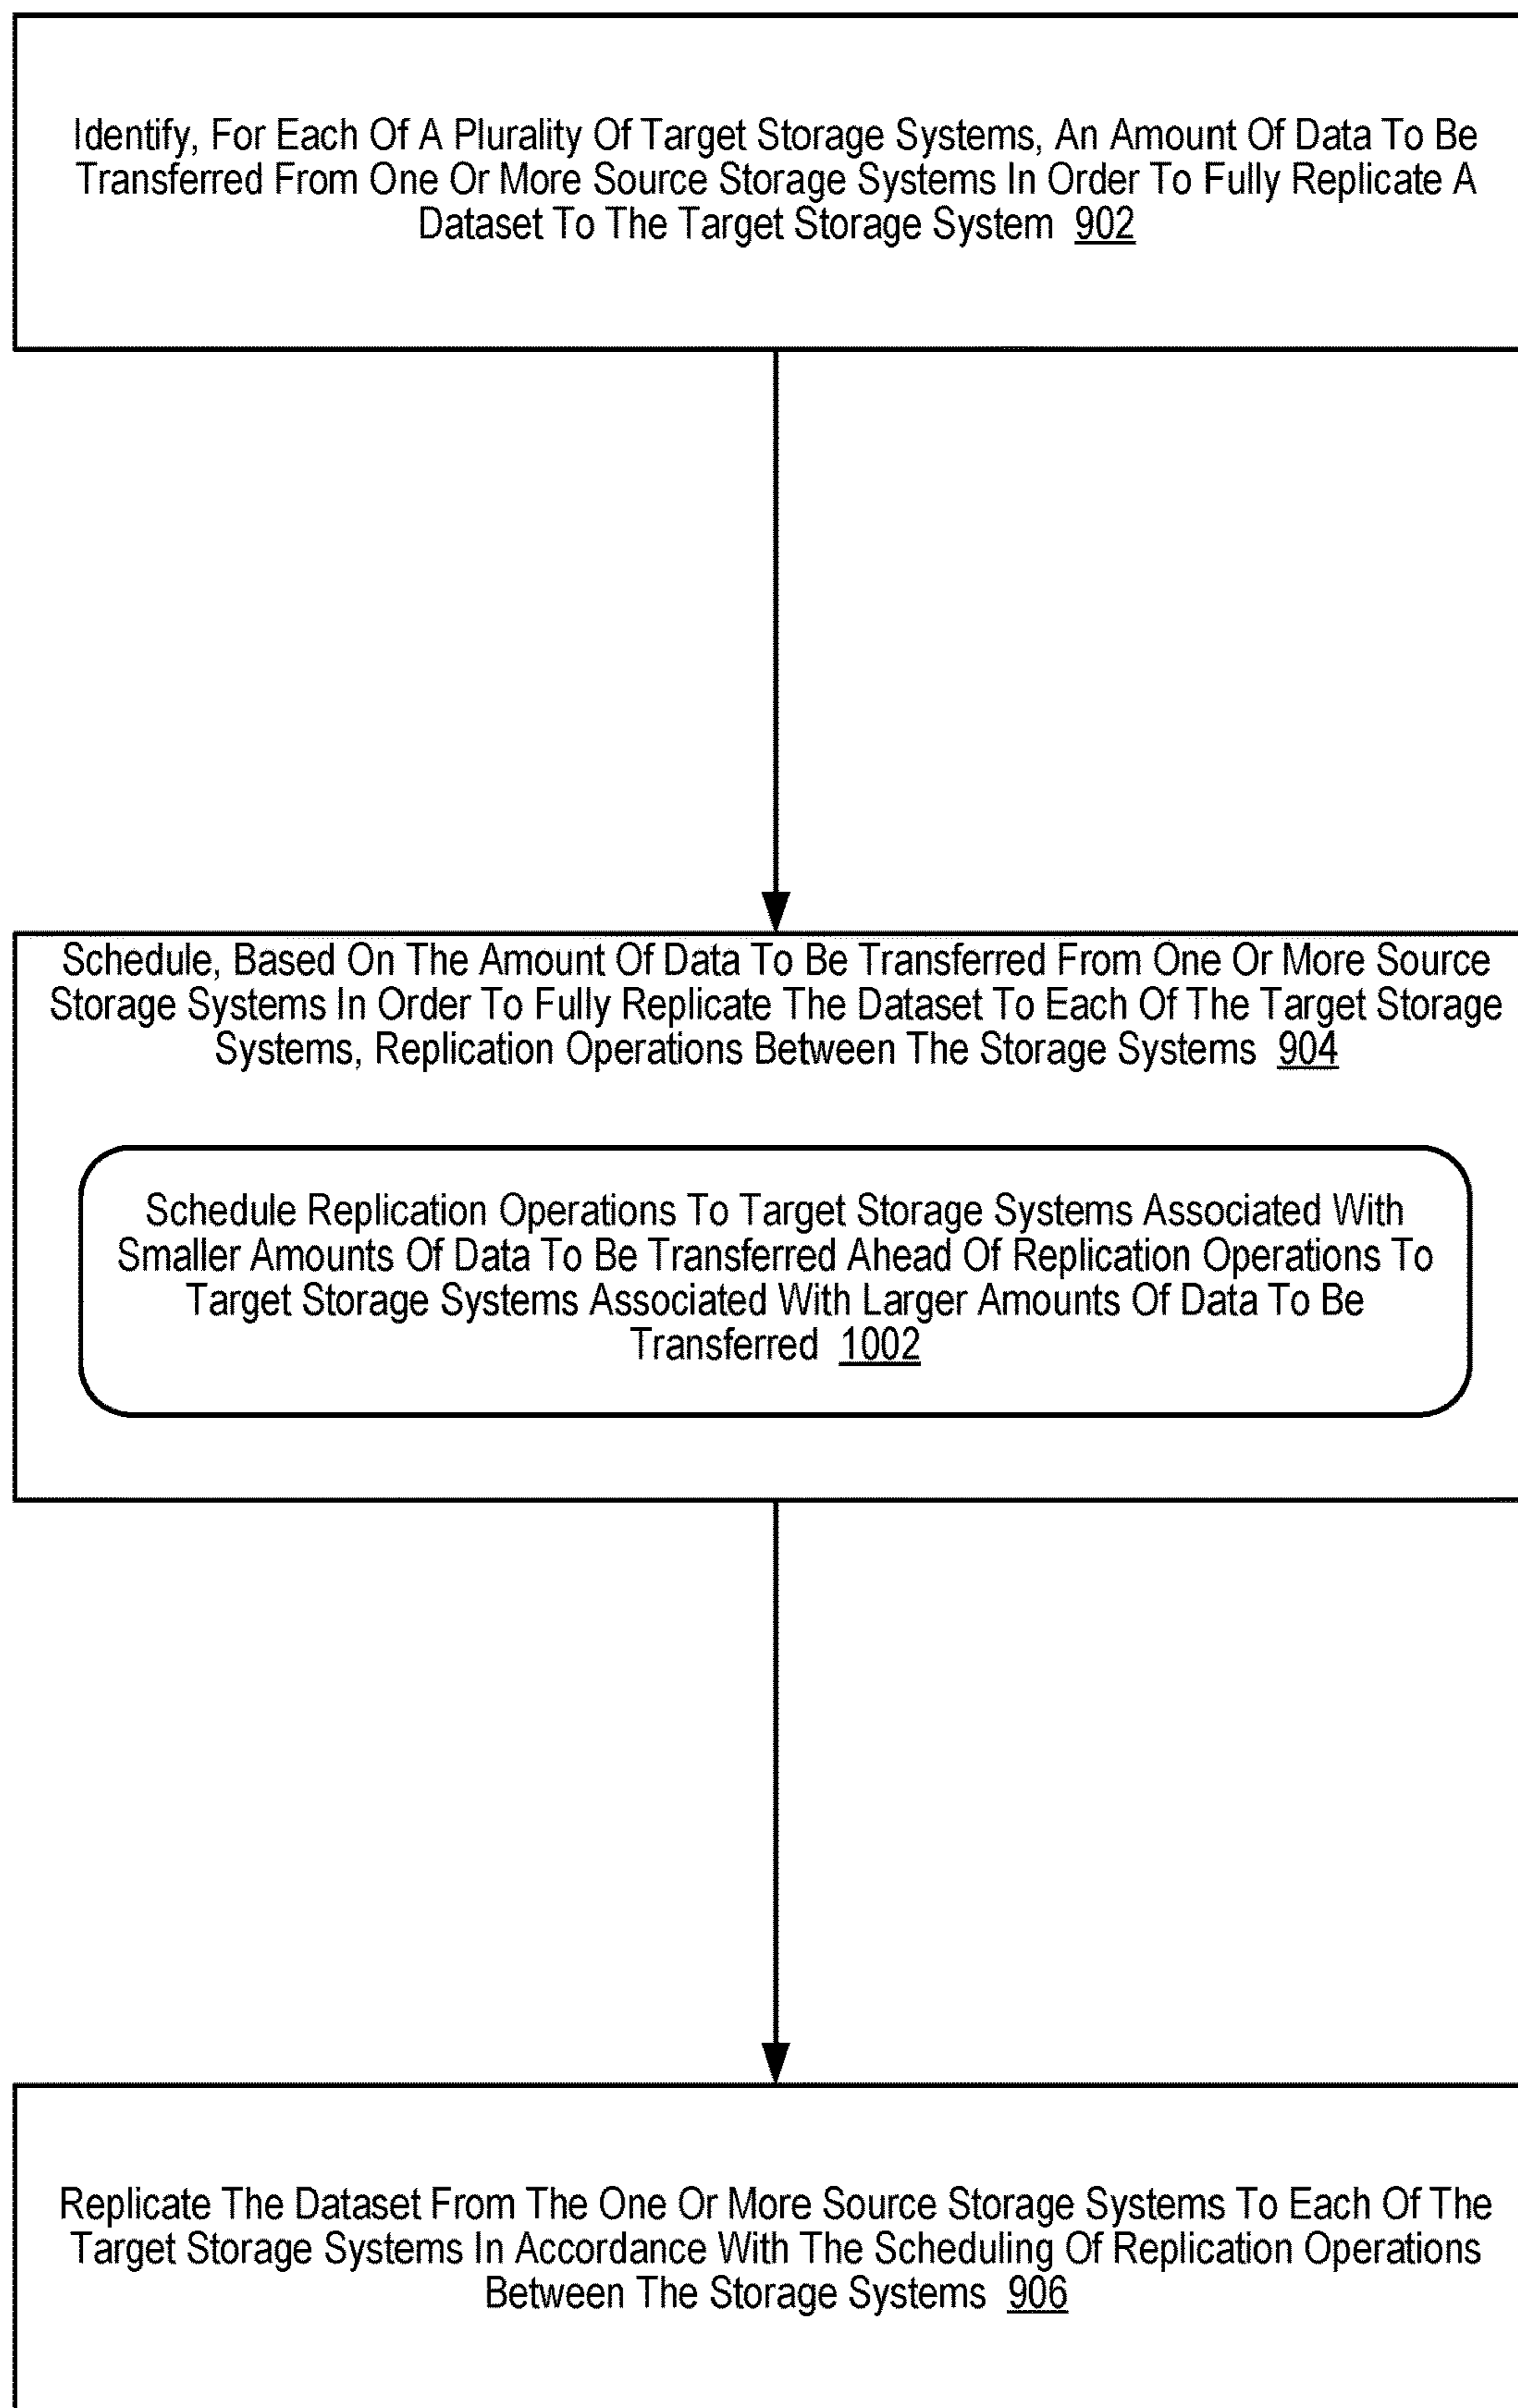 Identify, For Each Of A Plurality Of Target Storage Systems, An Amount Of Data To Be
Transferred From One Or More Source Storage Systems In Order To Fully Replicate A
Dataset To The Target Storage System 902
Schedule, Based On The Amount Of Data To Be Transferred From One Or More Source
Storage Systems In Order To Fully Replicate The Dataset To Each Of The Target Storage
Systems, Replication Operations Between The Storage Systems 904
Schedule Replication Operations To Target Storage Systems Associated With
Smaller Amounts Of Data To Be Transferred Ahead Of Replication Operations To
Target Storage Systems Associated With Larger Amounts Of Data To Be
Transferred 1002
Replicate The Dataset From The One Or More Source Storage Systems To Each Of The
Target Storage Systems In Accordance With The Scheduling Of Replication Operations
Between The Storage Systems 906